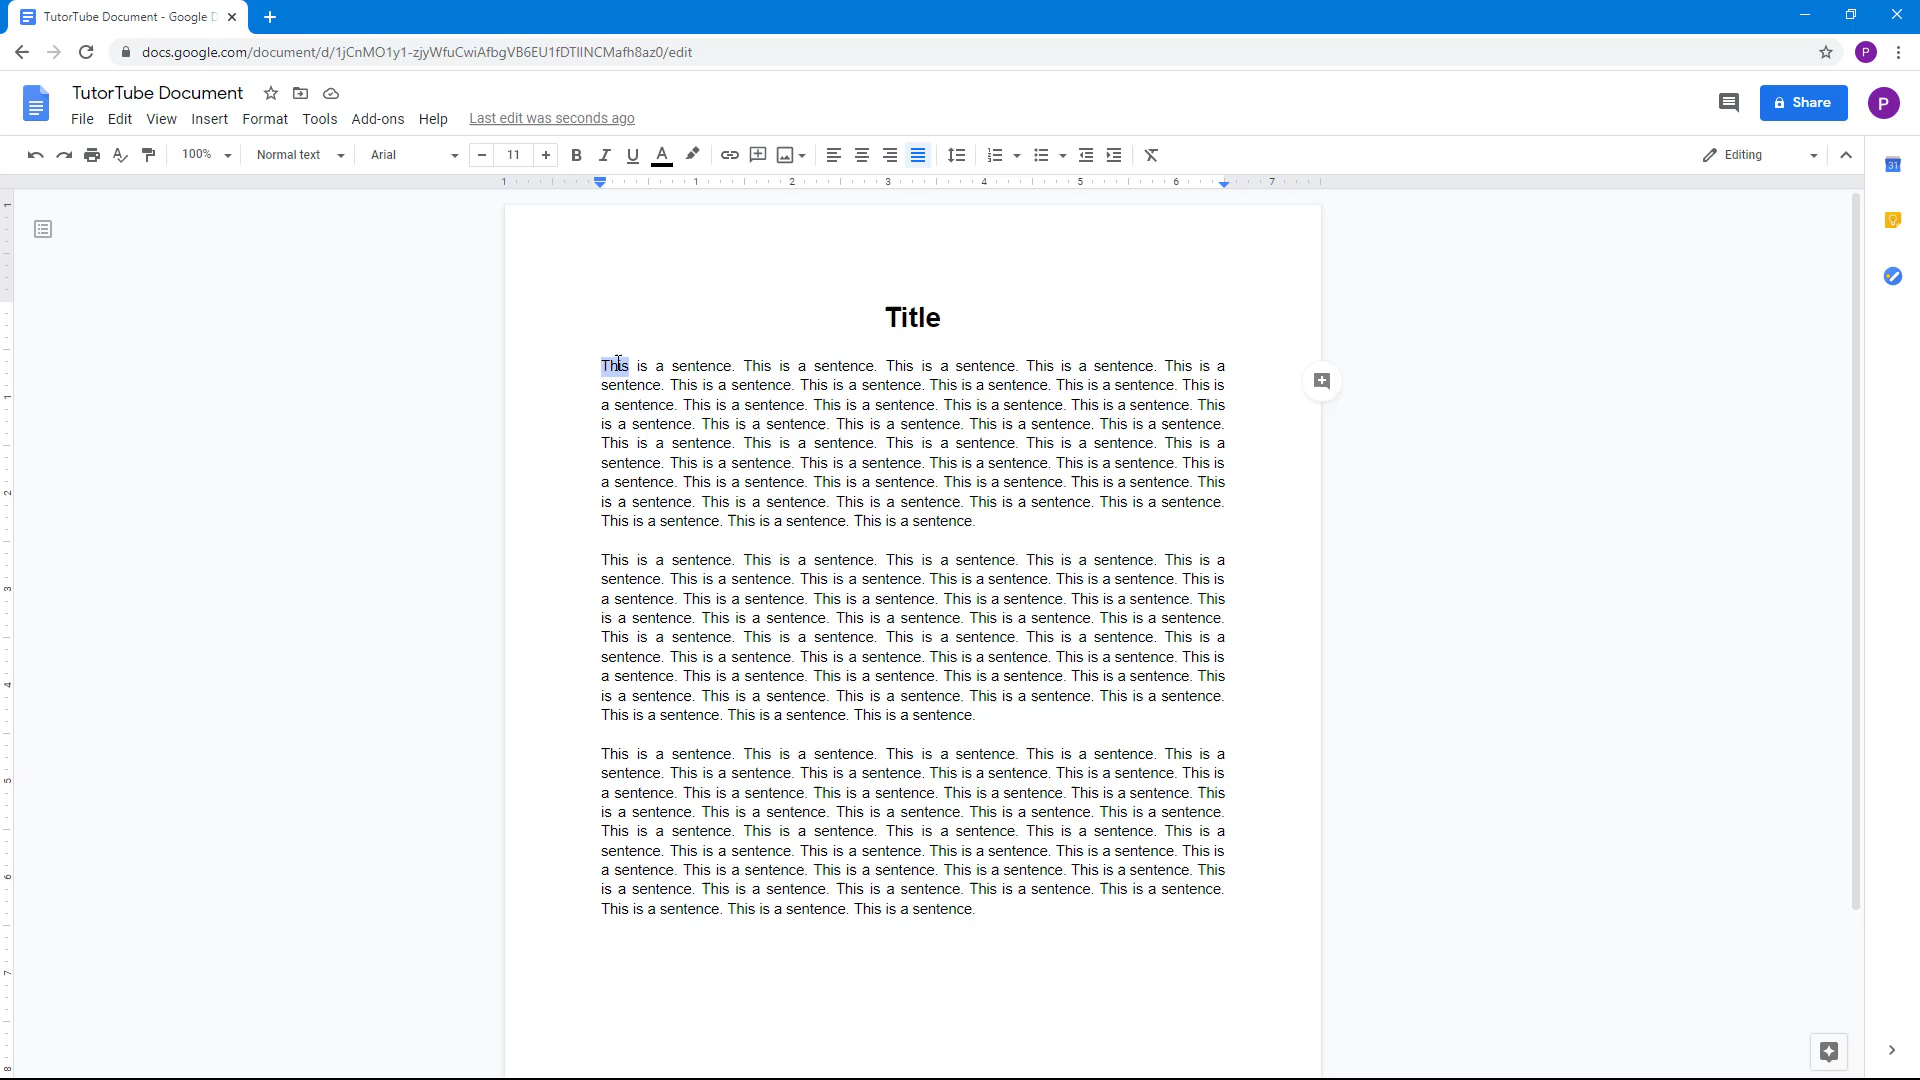 TutorTube Document - Google D
docs.google.com/document/d/1jCnMO1y1-zjyWfuCwiAfbgVB6EU1fDTIINCMafh8az0/edit
P
TutorTube Document
File Edit View Insert Format Tools Add-ons Help Last edit was seconds ago
Share
P
100% Normal text Arial 11 B I U A Editing
31
1 1 2 3 4 5 6 7
1
1
2
3
4
5
6
7
8
Title
This is a sentence. This is a sentence. This is a sentence. This is a sentence. This is a
sentence. This is a sentence. This is a sentence. This is a sentence. This is a sentence. This is
a sentence. This is a sentence. This is a sentence. This is a sentence. This is a sentence. This
is a sentence. This is a sentence. This is a sentence. This is a sentence. This is a sentence.
This is a sentence. This is a sentence. This is a sentence. This is a sentence. This is a
sentence. This is a sentence. This is a sentence. This is a sentence. This is a sentence. This is
a sentence. This is a sentence. This is a sentence. This is a sentence. This is a sentence. This
is a sentence. This is a sentence. This is a sentence. This is a sentence. This is a sentence.
This is a sentence. This is a sentence. This is a sentence.
This is a sentence. This is a sentence. This is a sentence. This is a sentence. This is a
sentence. This is a sentence. This is a sentence. This is a sentence. This is a sentence. This is
a sentence. This is a sentence. This is a sentence. This is a sentence. This is a sentence. This
is a sentence. This is a sentence. This is a sentence. This is a sentence. This is a sentence.
This is a sentence. This is a sentence. This is a sentence. This is a sentence. This is a
sentence. This is a sentence. This is a sentence. This is a sentence. This is a sentence. This is
a sentence. This is a sentence. This is a sentence. This is a sentence. This is a sentence. This
is a sentence. This is a sentence. This is a sentence. This is a sentence. This is a sentence.
This is a sentence. This is a sentence. This is a sentence.
This is a sentence. This is a sentence. This is a sentence. This is a sentence. This is a
sentence. This is a sentence. This is a sentence. This is a sentence. This is a sentence. This is
a sentence. This is a sentence. This is a sentence. This is a sentence. This is a sentence. This
is a sentence. This is a sentence. This is a sentence. This is a sentence. This is a sentence.
This is a sentence. This is a sentence. This is a sentence. This is a sentence. This is a
sentence. This is a sentence. This is a sentence. This is a sentence. This is a sentence. This is
a sentence. This is a sentence. This is a sentence. This is a sentence. This is a sentence. This
is a sentence. This is a sentence. This is a sentence. This is a sentence. This is a sentence.
This is a sentence. This is a sentence. This is a sentence.